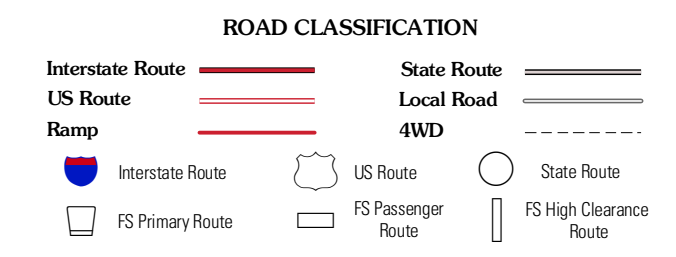 ROAD CLASSIFICATION
Interstate Route
State Route
US Route
Local Road
Ramp
4WD
Interstate Route
US Route
State Route
FS Primary Route
FS Passenger
Route
FS High Clearance
Route